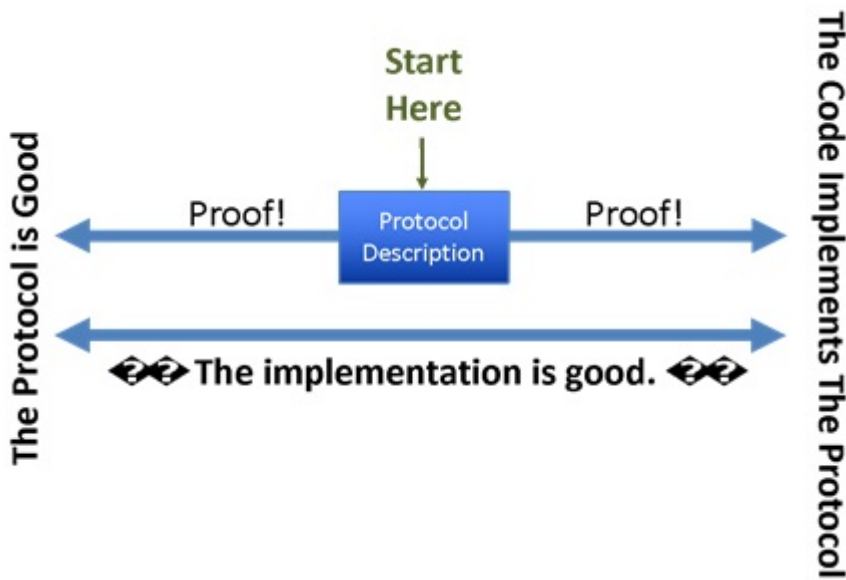 Start
Here
The Protocol is Good
Proof!
Protocol
Description
Proof!
The Code Implements The Protocol
�� The implementation is good. ��